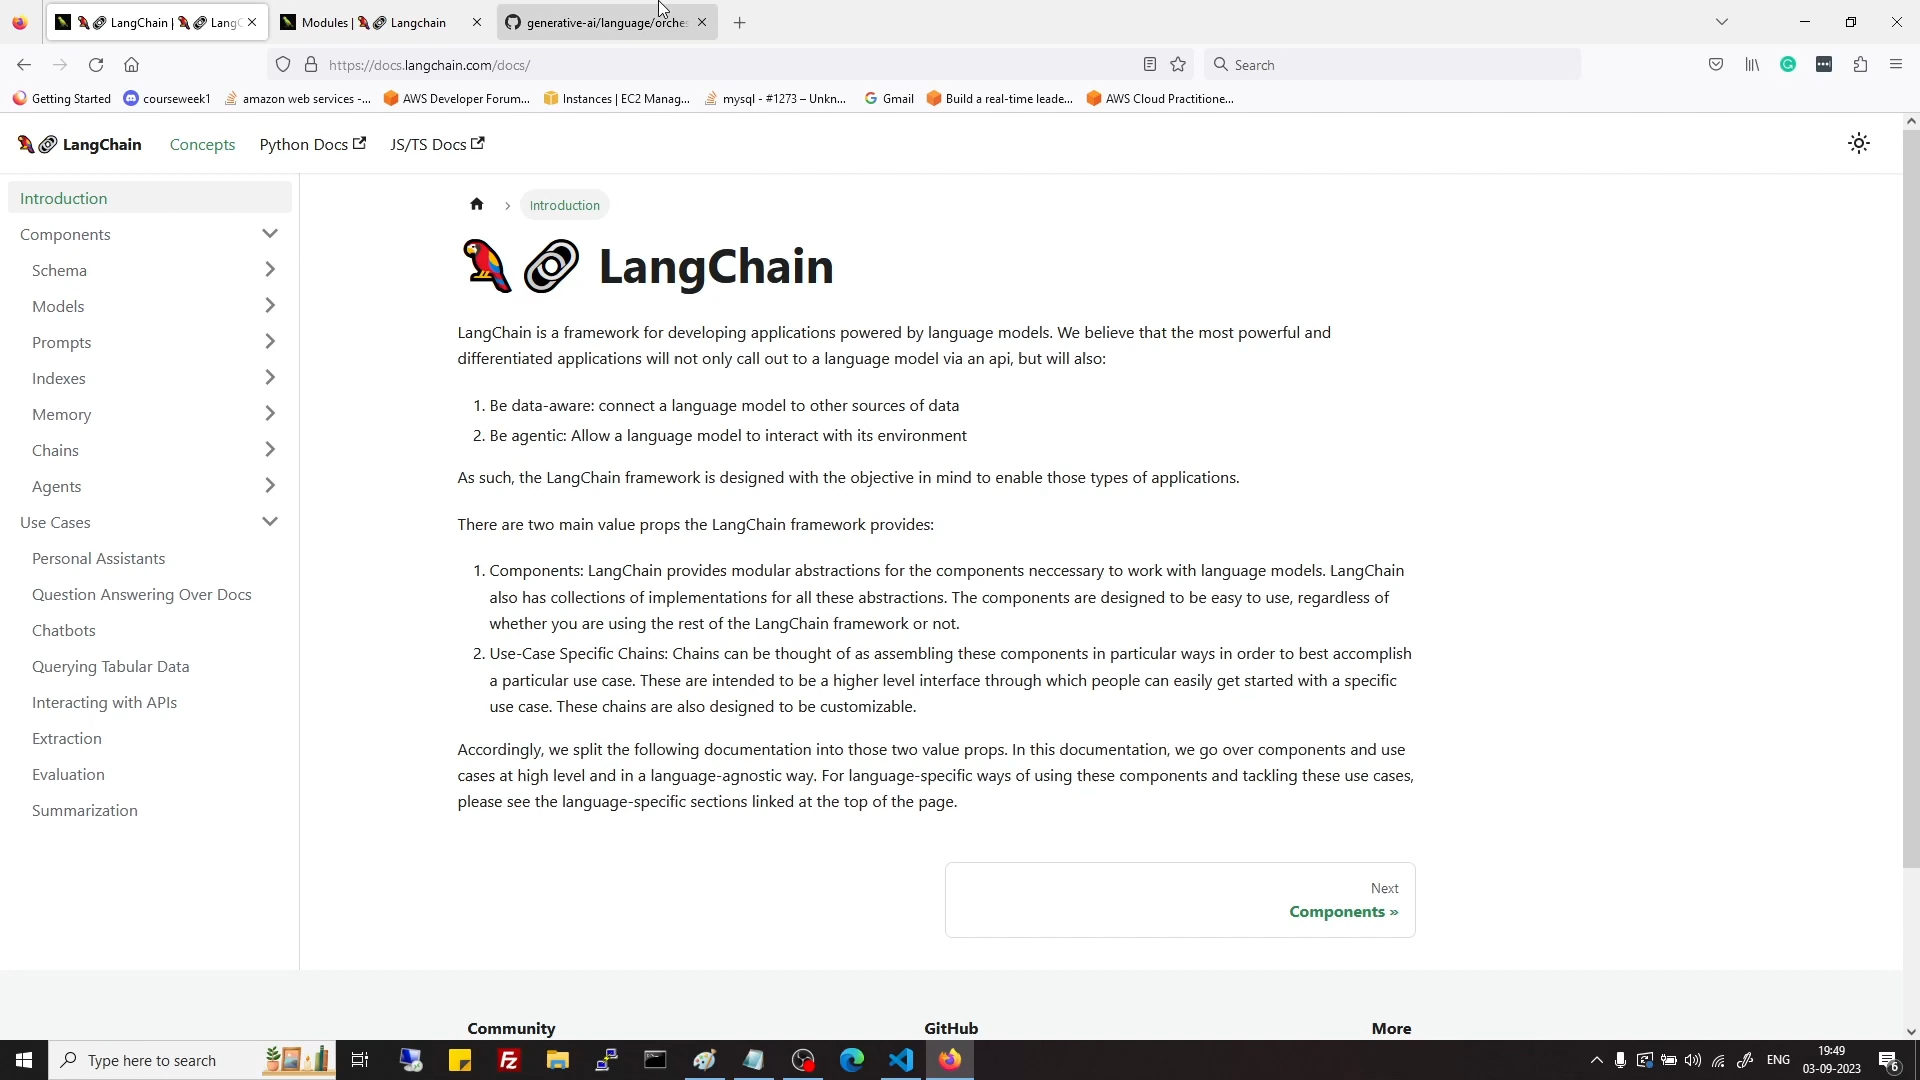 LangChain | LangC
Modules | Langchain
generative-ai/language/orches
https://docs.langchain.com/docs/
Search
Getting Started
courseweek1
amazon web services -...
AWS Developer Forum...
Instances | EC2 Manag...
mysql - #1273 – Unkn...
Gmail
Build a real-time leade...
AWS Cloud Practitione...
LangChain
Concepts
Python Docs
JS/TS Docs
Introduction
Components
Schema
Models
Prompts
Indexes
Memory
Chains
Agents
Use Cases
Personal Assistants
Question Answering Over Docs
Chatbots
Querying Tabular Data
Interacting with APIs
Extraction
Evaluation
Summarization
Introduction
LangChain
LangChain is a framework for developing applications powered by language models. We believe that the most powerful and
differentiated applications will not only call out to a language model via an api, but will also:
1. Be data-aware: connect a language model to other sources of data
2. Be agentic: Allow a language model to interact with its environment
As such, the LangChain framework is designed with the objective in mind to enable those types of applications.
There are two main value props the LangChain framework provides:
1. Components: LangChain provides modular abstractions for the components neccessary to work with language models. LangChain
also has collections of implementations for all these abstractions. The components are designed to be easy to use, regardless of
whether you are using the rest of the LangChain framework or not.
2. Use-Case Specific Chains: Chains can be thought of as assembling these components in particular ways in order to best accomplish
a particular use case. These are intended to be a higher level interface through which people can easily get started with a specific
use case. These chains are also designed to be customizable.
Accordingly, we split the following documentation into those two value props. In this documentation, we go over components and use
cases at high level and in a language-agnostic way. For language-specific ways of using these components and tackling these use cases,
please see the language-specific sections linked at the top of the page.
Next
Components »
Community
GitHub
More
Type here to search
ENG
19:49
03-09-2023
6